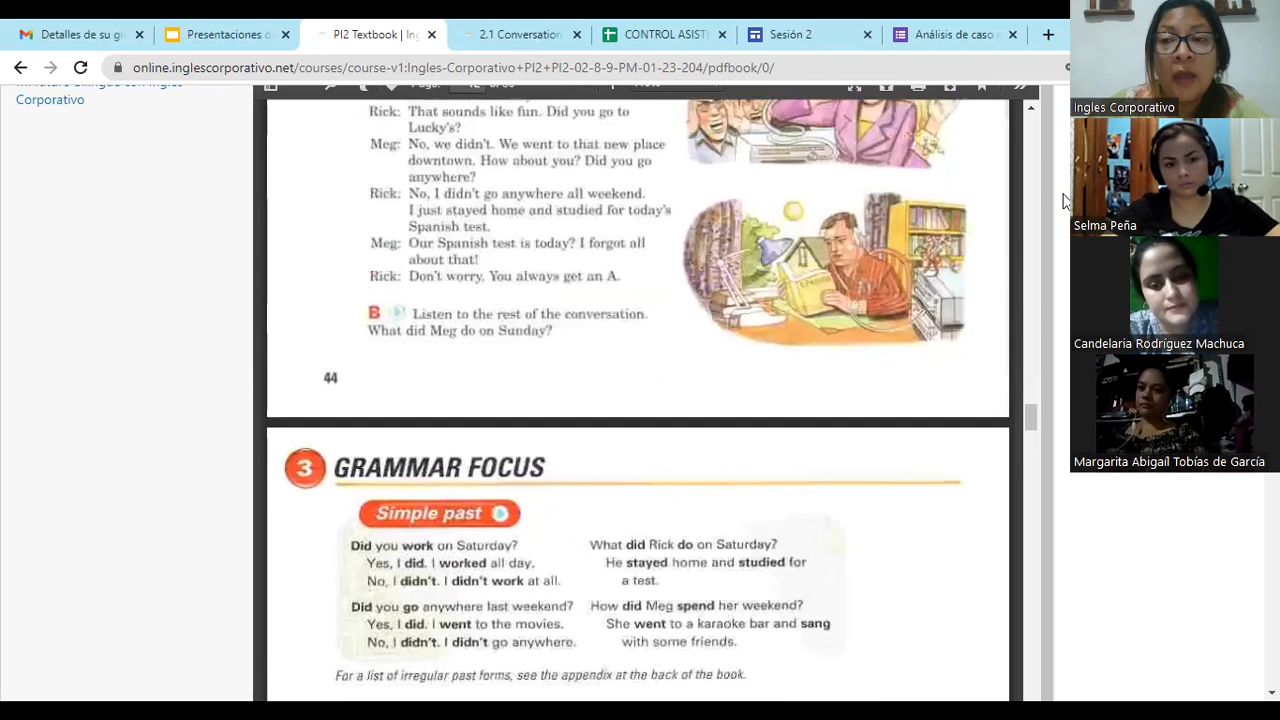 Detalles de su gr
Presentaciones d
PI2 Textbook | Ing
2.1 Conversation
CONTROL ASIST
Sesión 2
Análisis de caso
online.inglescorporativo.net/courses/course-v1:Ingles-Corporativo+PI2+PI2-02-8-9-PM-01-23-204/pdfbook/0/
Corporativo
Rick: That sounds like fun. Did you go to
Lucky's?
Meg: No, we didn't. We went to that new place
downtown. How about you? Did you go
anywhere?
Rick: No, I didn't go anywhere all weekend.
I just stayed home and studied for today's
Spanish test.
Meg: Our Spanish test is today? I forgot all
about that!
Rick: Don't worry. You always get an A.
B Listen to the rest of the conversation.
What did Meg do on Sunday?
44
3 GRAMMAR FOCUS
Simple past
Did you work on Saturday?
Yes, I did. I worked all day.
No, I didn't. I didn't work at all.
Did you go anywhere last weekend?
Yes, I did. I went to the movies.
No, I didn't. I didn't go anywhere.
What did Rick do on Saturday?
He stayed home and studied for
a test.
How did Meg spend her weekend?
She went to a karaoke bar and sang
with some friends.
For a list of irregular past forms, see the appendix at the back of the book.
Ingles Corporativo
Selma Peña
Candelaria Rodríguez Machuca
Margarita Abigail Tobías de García